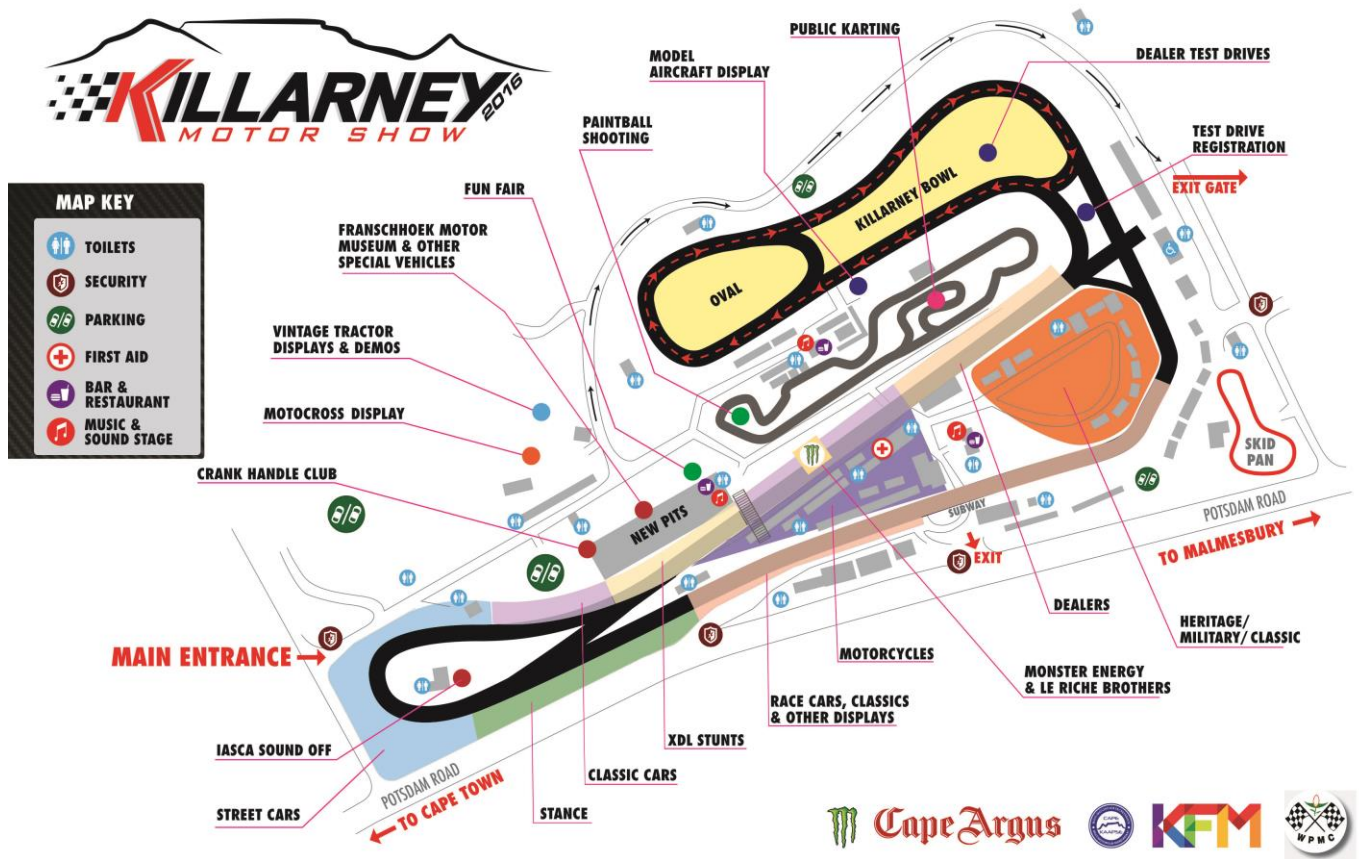 KILLARNEY 2016
MOTOR SHOW
MAP KEY
TOILETS
SECURITY
PARKING
FIRST AID
BAR &
RESTAURANT
MUSIC &
SOUND STAGE
PUBLIC KARTING
MODEL
AIRCRAFT DISPLAY
DEALER TEST DRIVES
PAINTBALL
SHOOTING
TEST DRIVE
REGISTRATION
EXIT GATE
FUN FAIR
FRANSCHHOEK MOTOR
MUSEUM & OTHER
SPECIAL VEHICLES
KILLARNEY BOWL
OVAL
VINTAGE TRACTOR
DISPLAYS & DEMOS
MOTOCROSS DISPLAY
CRANK HANDLE CLUB
NEW PITS
SKID
PAN
SUBWAY
POTSDAM ROAD
TO MALMESBURY
EXIT
MAIN ENTRANCE
DEALERS
HERITAGE/
MILITARY/CLASSIC
MOTORCYCLES
MONSTER ENERGY
& LE RICHE BROTHERS
RACE CARS, CLASSICS
& OTHER DISPLAYS
XDL STUNTS
IASCA SOUND OFF
CLASSIC CARS
STREET CARS
STANCE
POTSDAM ROAD
TO CAPE TOWN
Cape Argus
CAPE
KAAPSE
KFM
WPMC